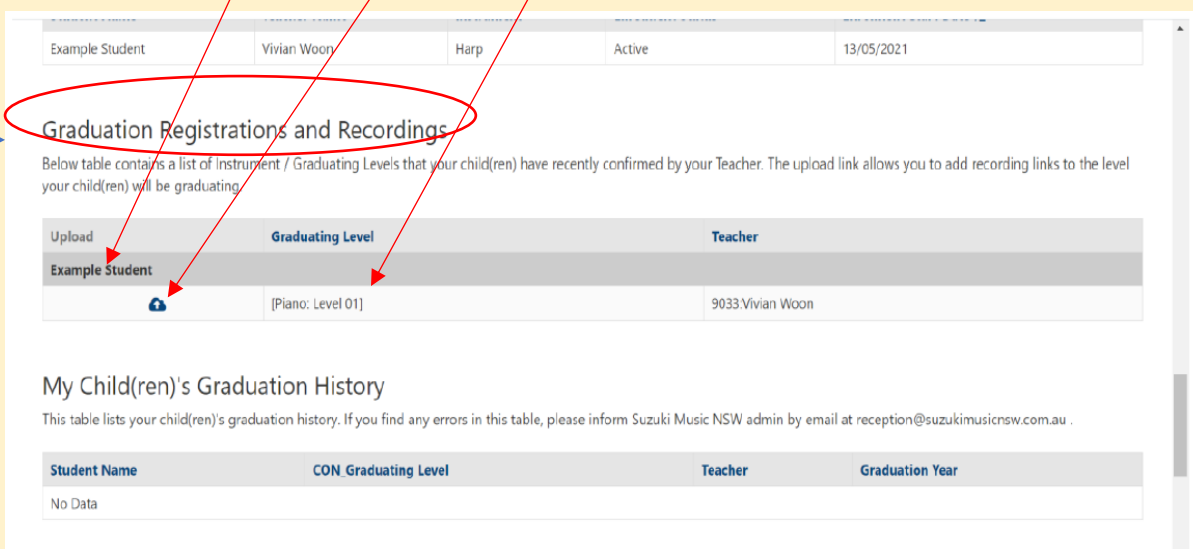 Example Student Vivian Woon Harp Active 13/05/2021
Graduation Registrations and Recordings
Below table contains a list of Instrument / Graduating Levels that your child(ren) have recently confirmed by your Teacher. The upload link allows you to add recording links to the level
your child(ren) will be graduating.
Upload Graduating Level Teacher
Example Student
[Piano: Level 01] 9033:Vivian Woon
My Child(ren)'s Graduation History
This table lists your child(ren)'s graduation history. If you find any errors in this table, please inform Suzuki Music NSW admin by email at reception@suzukimusicnsw.com.au .
Student Name CON_Graduating Level Teacher Graduation Year
No Data